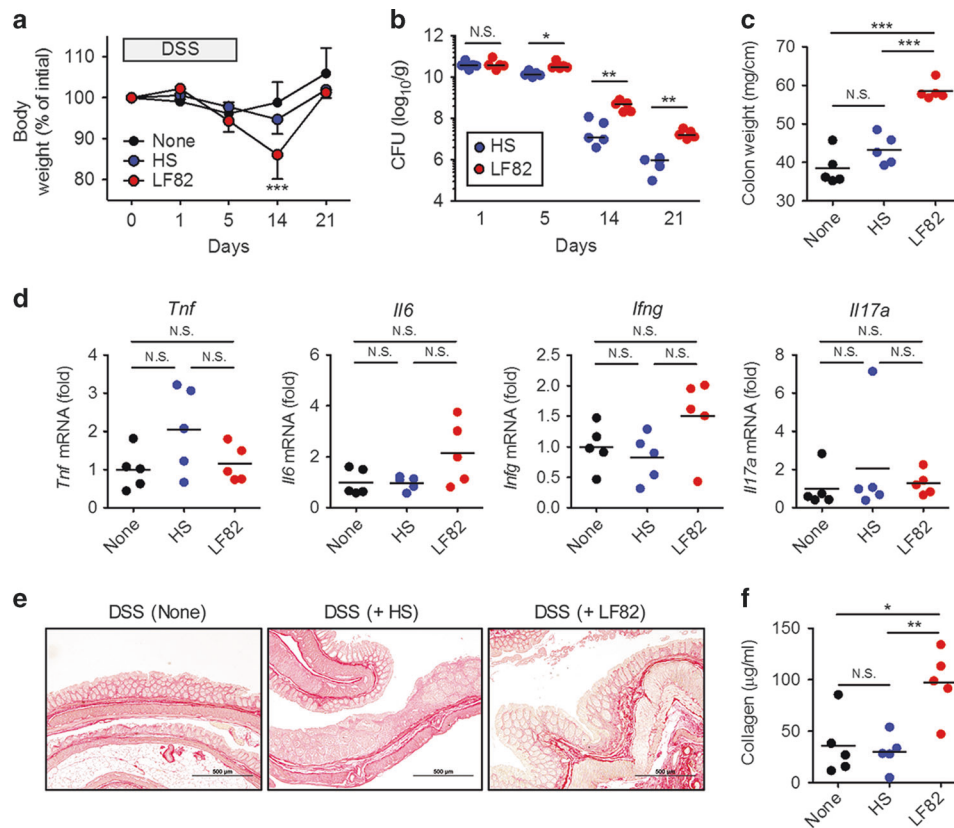 a
DSS
Body
weight (% of intial)
100
90
80
None
HS
LF82
***
0 1 5 14 21
Days
b
N.S. * ** **
CFU (log10/g)
10^12
10^10
10^8
10^6
10^4
HS
LF82
1 5 14 21
Days
c
***
***
N.S.
Colon weight (mg/cm)
70
60
50
40
30
None HS LF82
d
Tnf
N.S.
N.S. N.S.
Tnf mRNA (fold)
4
3
2
1
0
None HS LF82
Il6
N.S.
N.S. N.S.
Il6 mRNA (fold)
6
4
2
0
None HS LF82
Ifng
N.S.
N.S. N.S.
Infg mRNA (fold)
2.5
2.0
1.5
1.0
0.5
0.0
None HS LF82
Il17a
N.S.
N.S. N.S.
Il17a mRNA (fold)
8
6
4
2
0
None HS LF82
e
DSS (None)
500 µm
DSS (+ HS)
500 µm
DSS (+ LF82)
500 µm
f
*
**
N.S.
Collagen (µg/ml)
150
100
50
0
None HS LF82